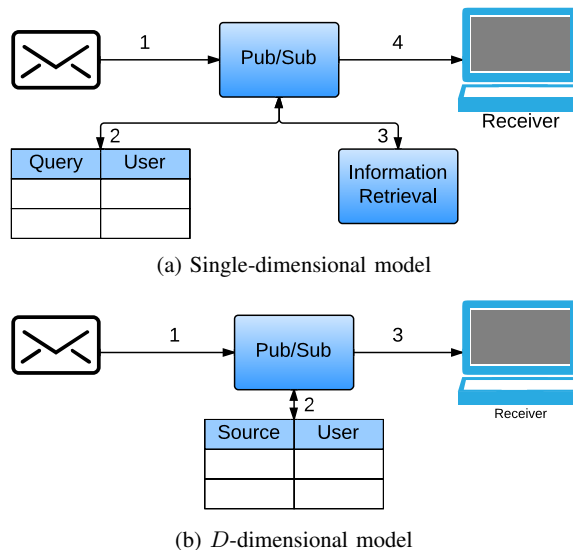 1
Pub/Sub
4
Receiver
2
3
Query User
Information
Retrieval
(a) Single-dimensional model
1
Pub/Sub
3
Receiver
2
Source User
(b) D-dimensional model